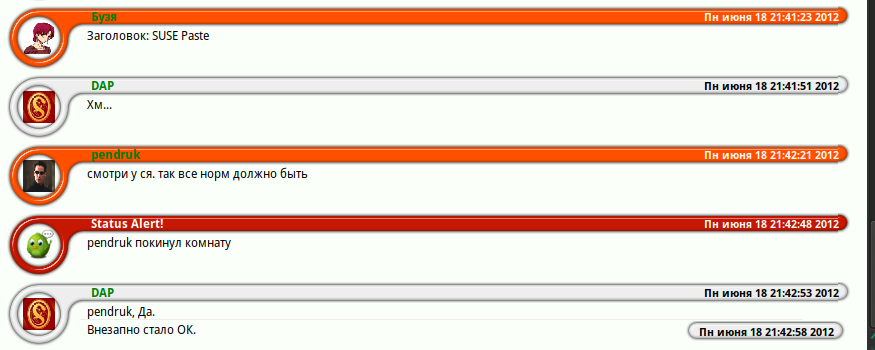 Бузя Пн июня 18 21:41:23 2012
Заголовок: SUSE Paste
DAP Пн июня 18 21:41:51 2012
Хм...
pendruk Пн июня 18 21:42:21 2012
смотри у ся. так все норм должно быть
Status Alert! Пн июня 18 21:42:48 2012
pendruk покинул комнату
DAP Пн июня 18 21:42:53 2012
pendruk, Да.
Внезапно стало ОК. Пн июня 18 21:42:58 2012